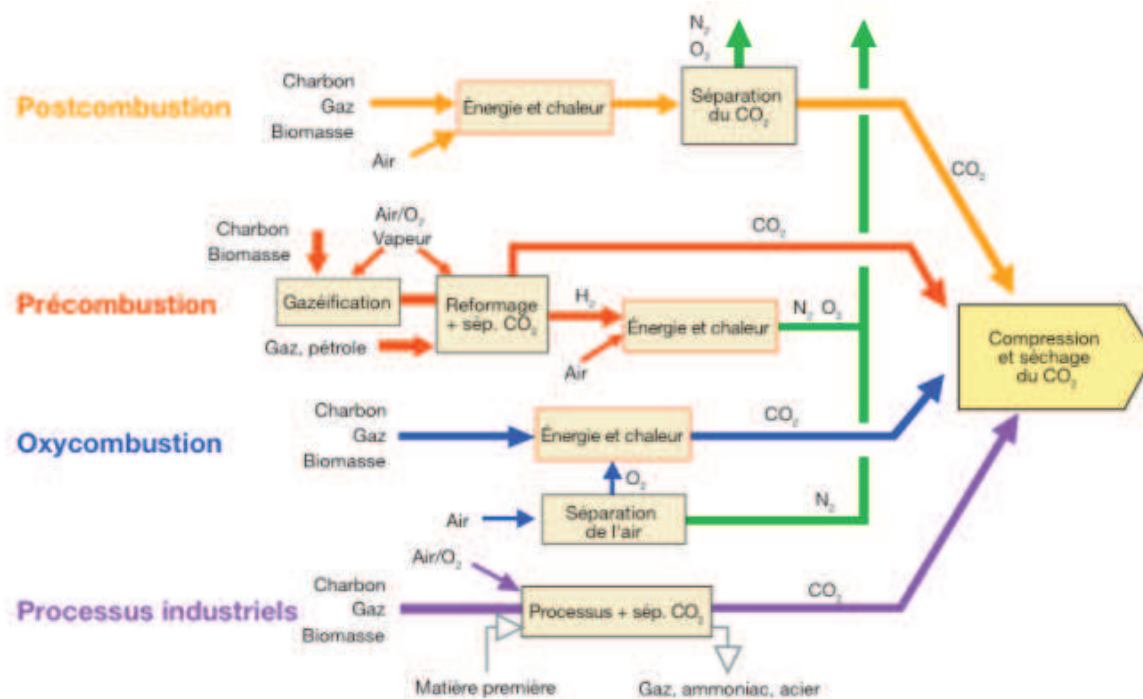 N₂
O₂
Charbon
Gaz
Biomasse
Postcombustion
Énergie et chaleur
Séparation
du CO₂
Air
CO₂
Charbon
Biomasse
Air/O₂
Vapeur
CO₂
Précombustion
Gazéification
Reformage
+ sép. CO₂
H₂
Énergie et chaleur
N₂ O₂
Gaz, pétrole
Air
Compression
et séchage
du CO₂
Oxycombustion
Charbon
Gaz
Biomasse
Énergie et chaleur
CO₂
O₂
Air
Séparation
de l'air
N₂
Air/O₂
Processus industriels
Charbon
Gaz
Biomasse
Processus + sép. CO₂
CO₂
Matière première
Gaz, ammoniac, acier